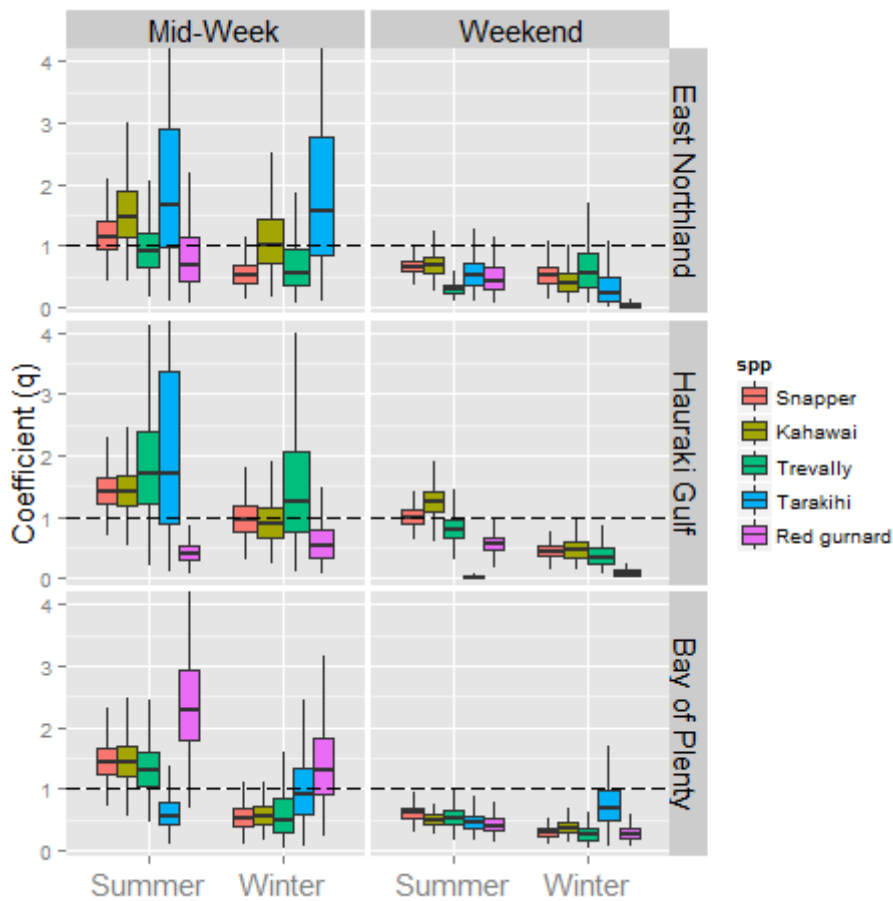 Mid-Week Weekend
4
3
2
1
0
East Northland
4
3
2
1
0
Hauraki Gulf
4
3
2
1
0
Bay of Plenty
Coefficient (q)
Summer Winter Summer Winter
spp
Snapper
Kahawai
Trevally
Tarakihi
Red gurnard